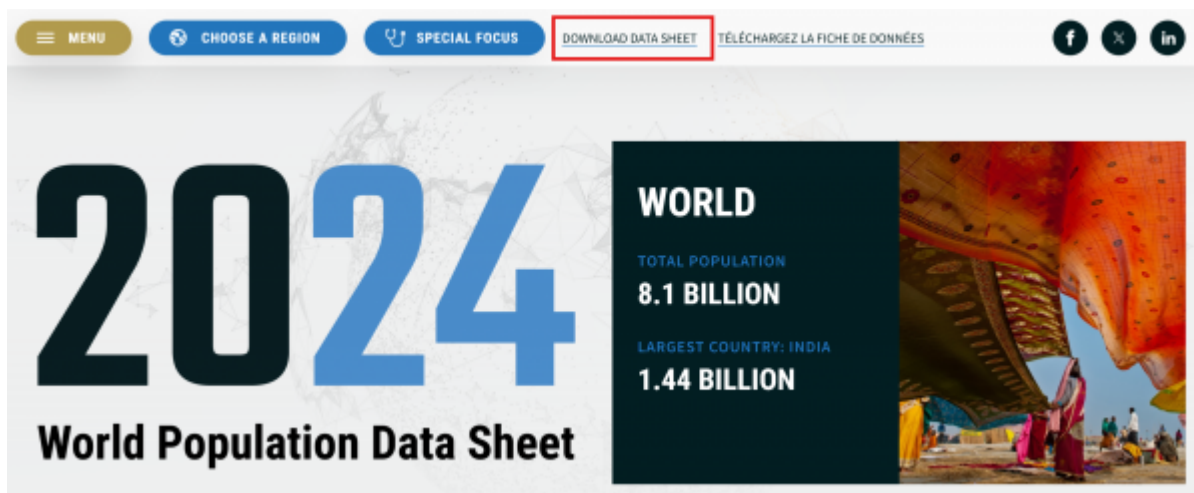 MENU
CHOOSE A REGION
SPECIAL FOCUS
DOWNLOAD DATA SHEET
TÉLÉCHARGEZ LA FICHE DE DONNÉES
f
X
in
2024
World Population Data Sheet
WORLD
TOTAL POPULATION
8.1 BILLION
LARGEST COUNTRY: INDIA
1.44 BILLION